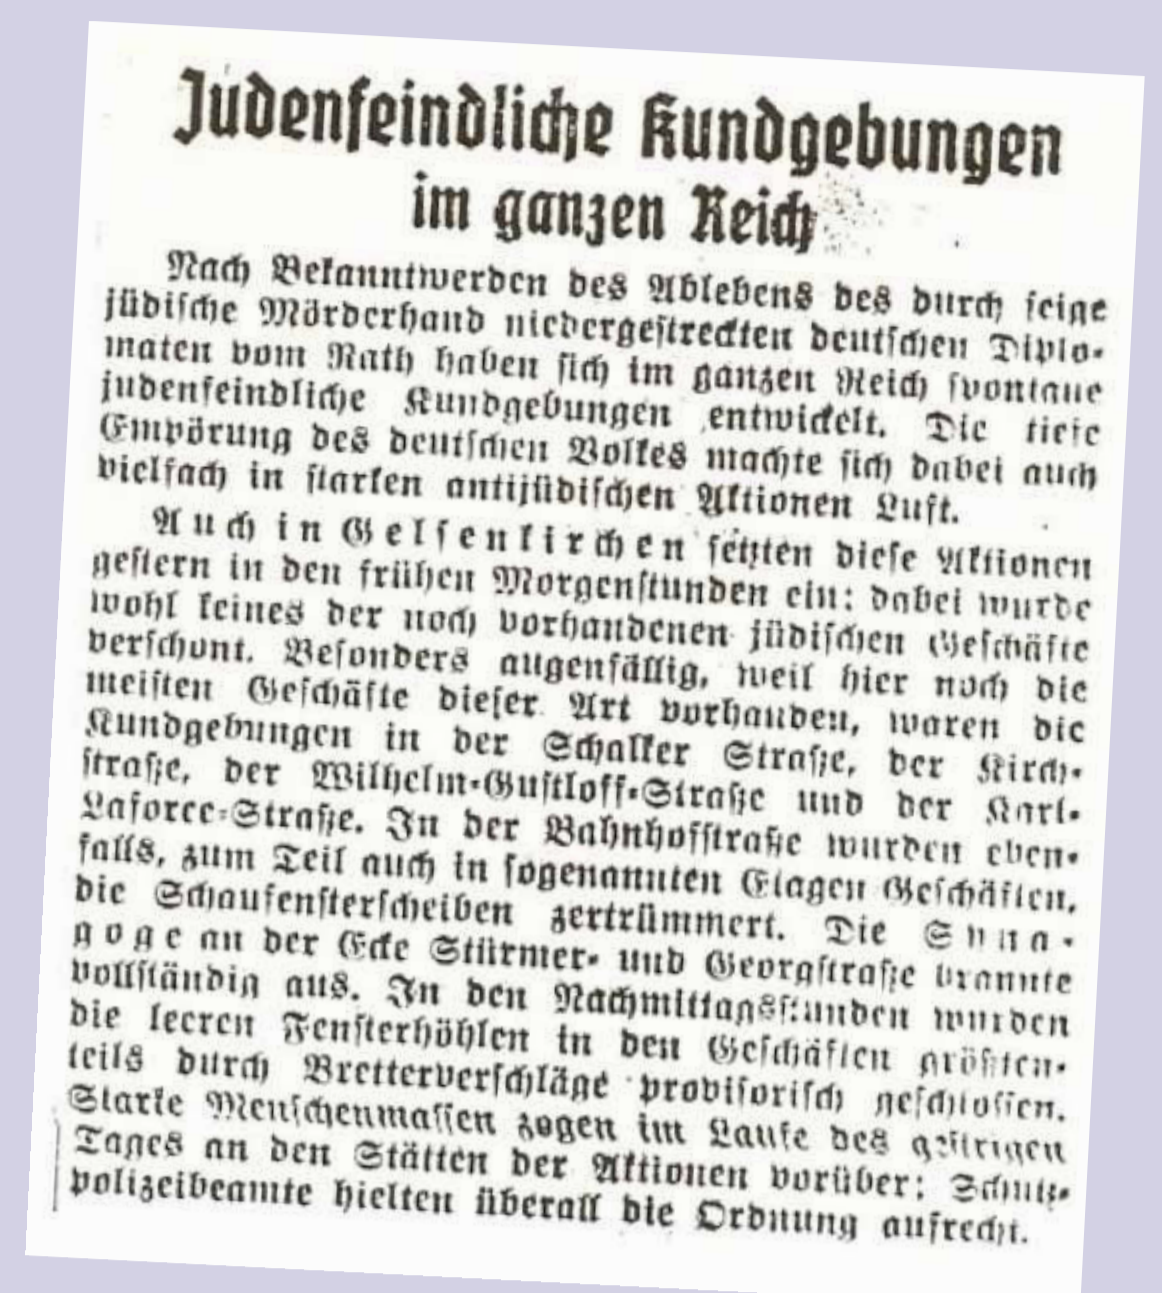 Judenfeindliche Kundgebungen
im ganzen Reich
Nach Bekanntwerden des Ablebens des durch feige
jüdische Mörderhand niedergestreckten deutschen Diplo-
maten vom Rath haben sich im ganzen Reich spontane
judenfeindliche Kundgebungen entwickelt. Die tiefe
Empörung des deutschen Volkes machte sich dabei auch
vielfach in starken antijüdischen Aktionen Luft.
Auch in Gelsenkirchen setzten diese Aktionen
gestern in den frühen Morgenstunden ein; dabei wurde
wohl keines der noch vorhandenen jüdischen Geschäfte
verschont. Besonders augenfällig, weil hier noch die
meisten Geschäfte dieser Art vorhanden, waren die
Kundgebungen in der Schalker Straße, der Kirch-
straße, der Wilhelm-Gustloff-Straße und der Karl-
Laforce-Straße. In der Bahnhofstraße wurden eben-
falls, zum Teil auch in sogenannten Etagen Geschäften,
die Schaufensterscheiben zertrümmert. Die Syna-
goge an der Ecke Stürmer- und Georgstraße brannte
vollständig aus. In den Nachmittagsstunden wurden
die leeren Fensterhöhlen in den Geschäften größten-
teils durch Bretterverschläge provisorisch geschlossen.
Starke Menschenmassen zogen im Laufe des gestrigen
Tages an den Stätten der Aktionen vorüber; Schutz-
polizeibeamte hielten überall die Ordnung aufrecht.